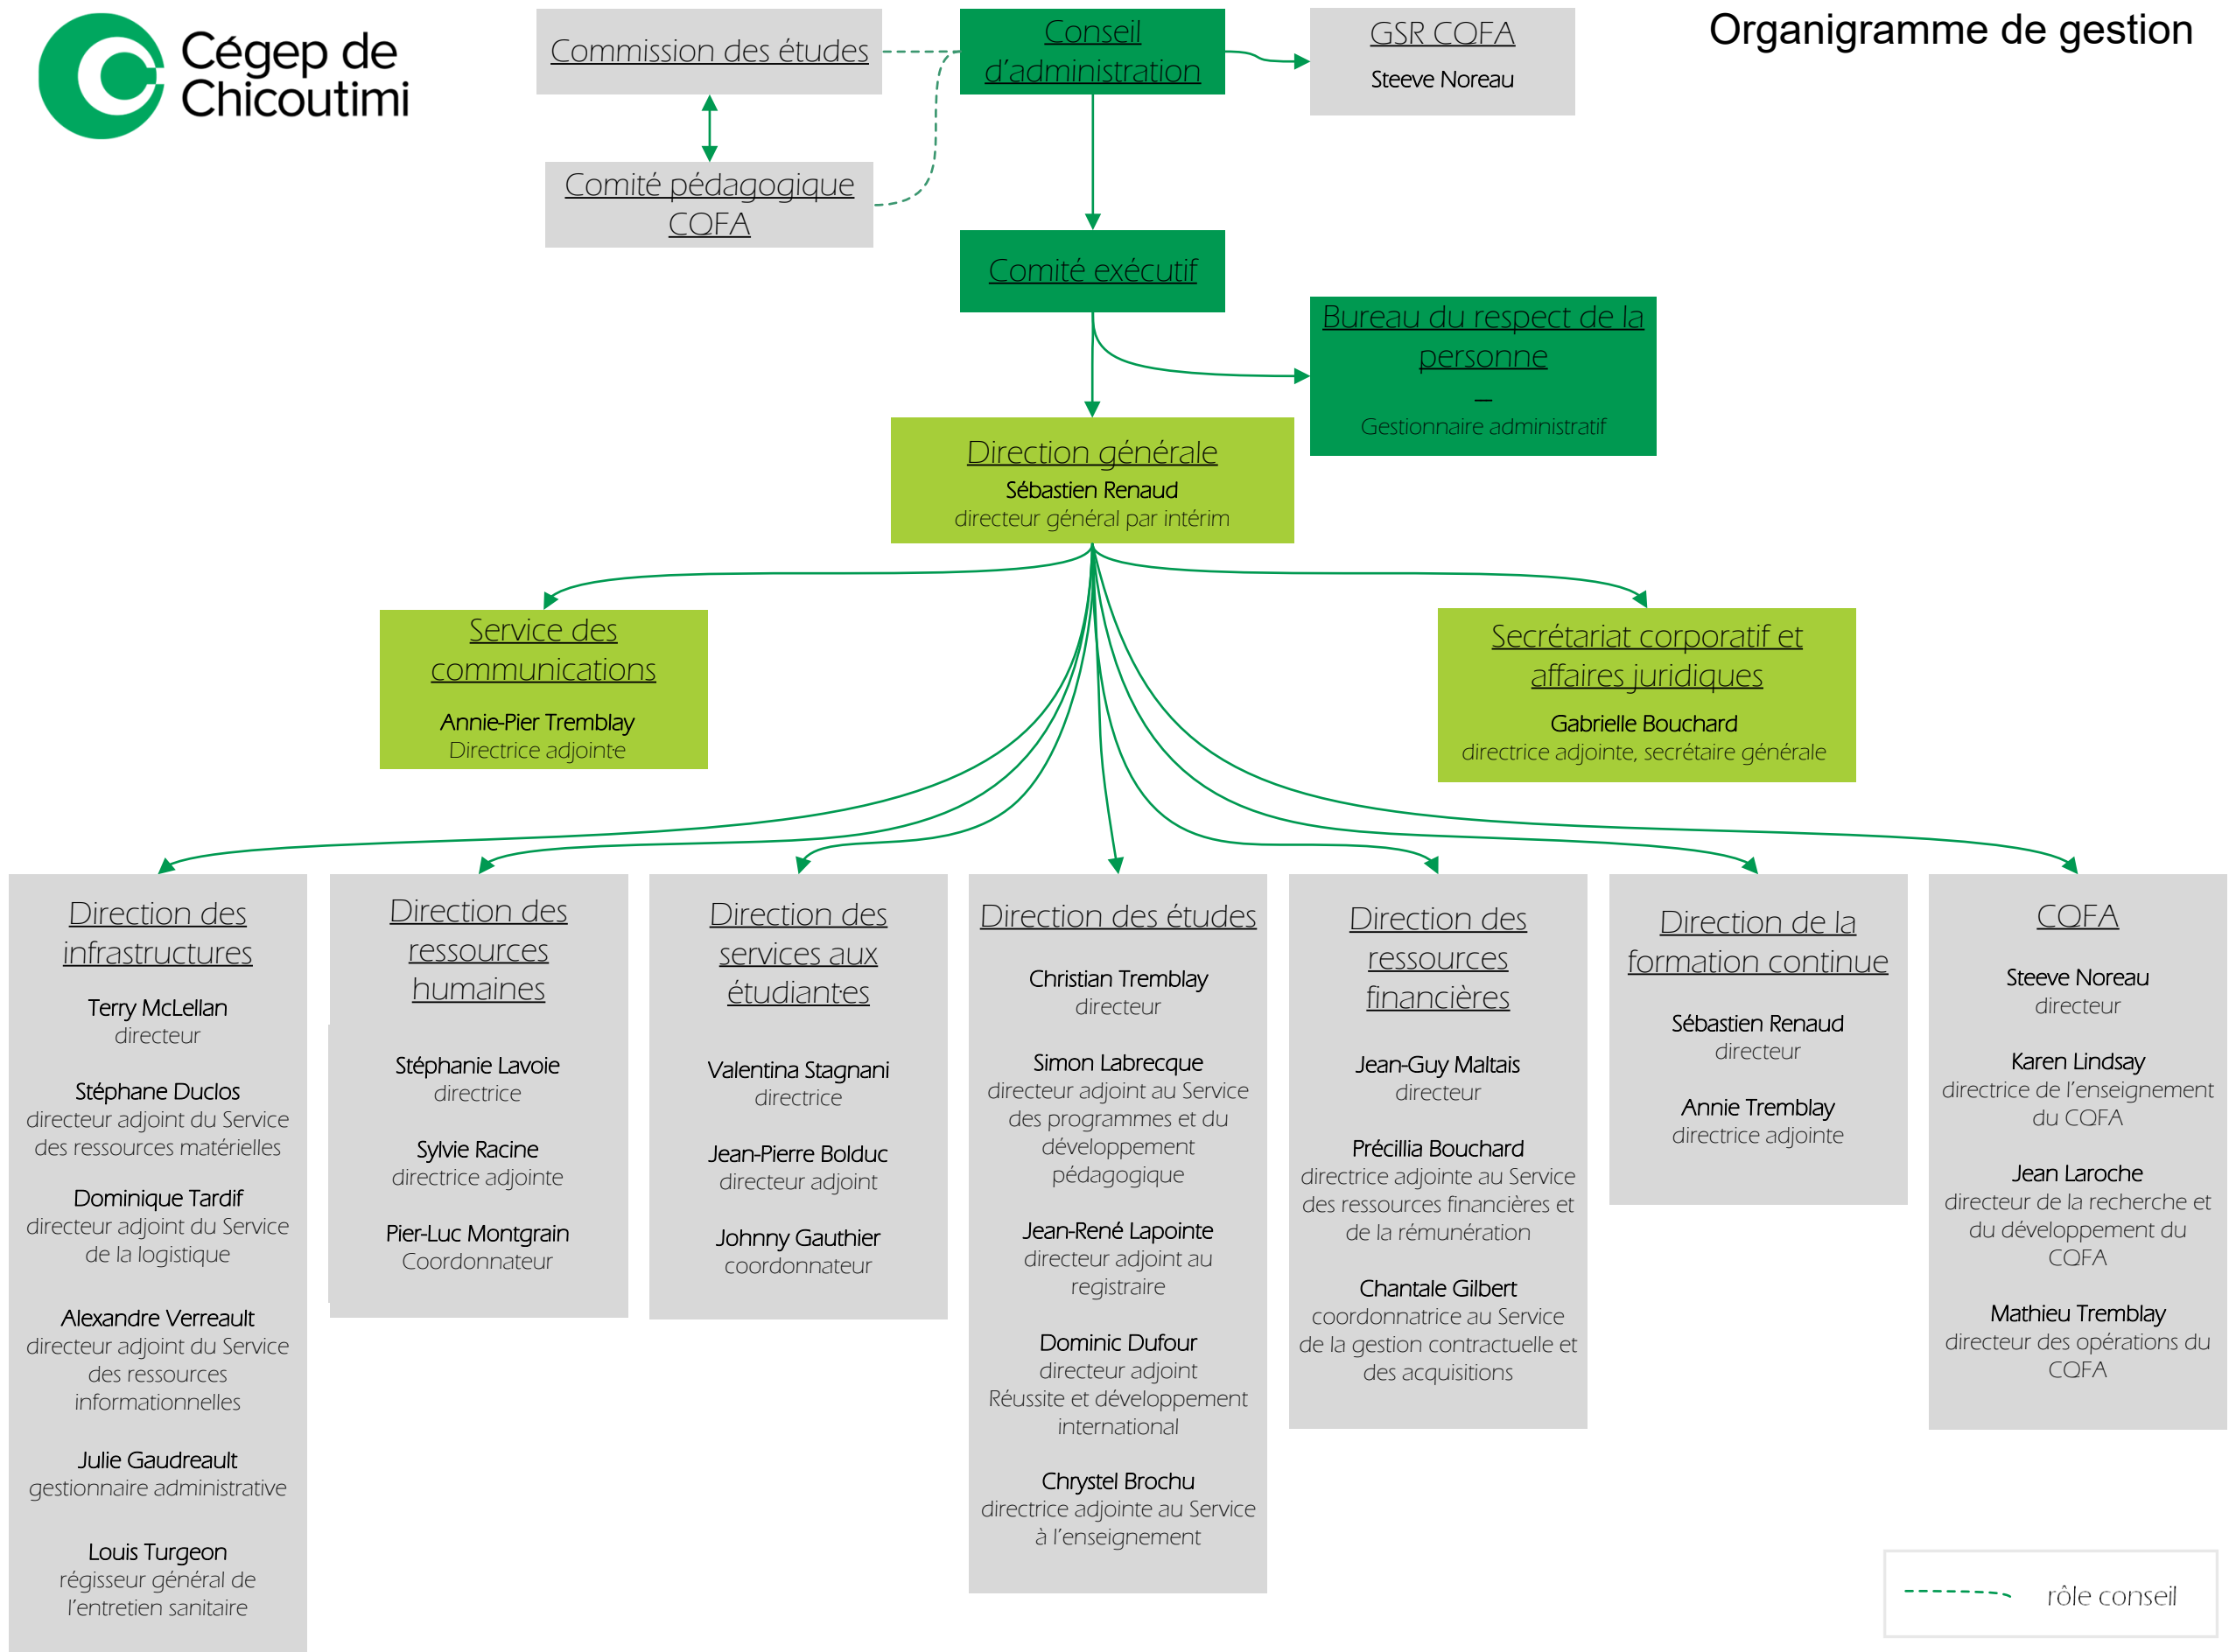 Cégep de
Chicoutimi
Organigramme de gestion
Commission des études
Conseil
d'administration
GSR CQFA
Steeve Noreau
Comité pédagogique
CQFA
Comité exécutif
Bureau du respect de la
personne
—
Gestionnaire administratif
Direction générale
Sébastien Renaud
directeur général par intérim
Service des
communications
Annie-Pier Tremblay
Directrice adjointe
Secrétariat corporatif et
affaires juridiques
Gabrielle Bouchard
directrice adjointe, secrétaire générale
Direction des
infrastructures
Terry McLellan
directeur
Stéphane Duclos
directeur adjoint du Service
des ressources matérielles
Dominique Tardif
directeur adjoint du Service
de la logistique
Alexandre Verreault
directeur adjoint du Service
des ressources
informationnelles
Julie Gaudreault
gestionnaire administrative
Louis Turgeon
régisseur général de
l'entretien sanitaire
Direction des
ressources
humaines
Stéphanie Lavoie
directrice
Sylvie Racine
directrice adjointe
Pier-Luc Montgrain
Coordonnateur
Direction des
services aux
étudiant·es
Valentina Stagnani
directrice
Jean-Pierre Bolduc
directeur adjoint
Johnny Gauthier
coordonnateur
Direction des études
Christian Tremblay
directeur
Simon Labrecque
directeur adjoint au Service
des programmes et du
développement
pédagogique
Jean-René Lapointe
directeur adjoint au
registraire
Dominic Dufour
directeur adjoint
Réussite et développement
international
Chrystel Brochu
directrice adjointe au Service
à l'enseignement
Direction des
ressources
financières
Jean-Guy Maltais
directeur
Précillia Bouchard
directrice adjointe au Service
des ressources financières et
de la rémunération
Chantale Gilbert
coordonnatrice au Service
de la gestion contractuelle et
des acquisitions
Direction de la
formation continue
Sébastien Renaud
directeur
Annie Tremblay
directrice adjointe
CQFA
Steeve Noreau
directeur
Karen Lindsay
directrice de l'enseignement
du CQFA
Jean Laroche
directeur de la recherche et
du développement du
CQFA
Mathieu Tremblay
directeur des opérations du
CQFA
rôle conseil